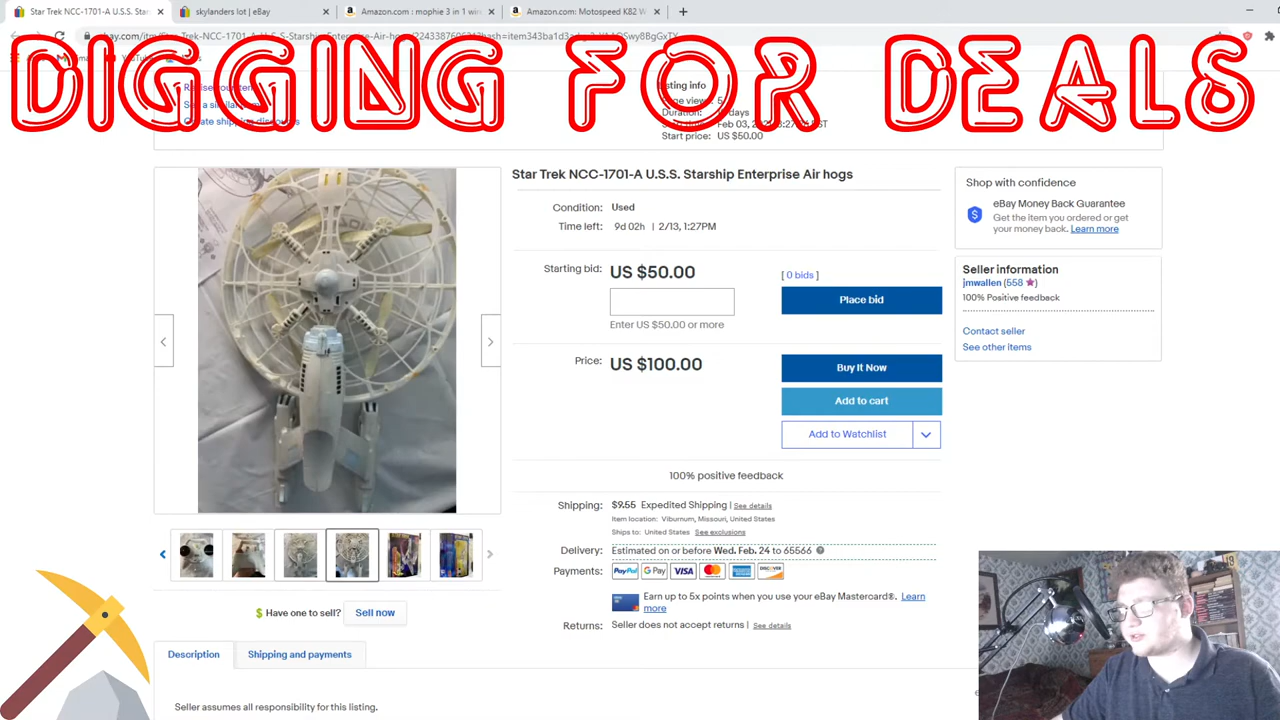 Star Trek NCC-1701-A U.S.S. Star
skylanders lot | eBay
Amazon.com : mophie 3 in 1 wire
Amazon.com: Motospeed K82 W
DIGGING FOR DEALS
Listing info
Duration:
Start price:
US $50.00
Star Trek NCC-1701-A U.S.S. Starship Enterprise Air hogs
Condition: Used
Time left: 9d 02h | 2/13, 1:27PM
Starting bid: US $50.00 [ 0 bids ]
Place bid
Enter US $50.00 or more
Price: US $100.00
Buy It Now
Add to cart
Add to Watchlist
100% positive feedback
Shipping: $9.55 Expedited Shipping | See details
Item location: Viburnum, Missouri, United States
Ships to: United States See exclusions
Delivery: Estimated on or before Wed. Feb. 24 to 65566
Payments: PayPal G Pay VISA DISCOVER
Earn up to 5x points when you use your eBay Mastercard®. Learn
more
Returns: Seller does not accept returns | See details
Shop with confidence
eBay Money Back Guarantee
Get the item you ordered or get
your money back. Learn more
Seller information
jmwallen (558 ★)
100% Positive feedback
Contact seller
See other items
$ Have one to sell? Sell now
Description
Shipping and payments
Seller assumes all responsibility for this listing.